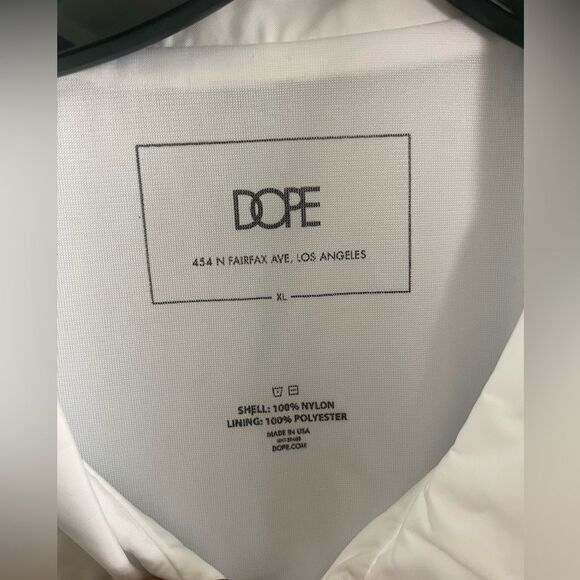 DOPE
454 N FAIRFAX AVE, LOS ANGELES
XL
SHELL: 100% NYLON
LINING: 100% POLYESTER
MADE IN USA
DOPE.COM